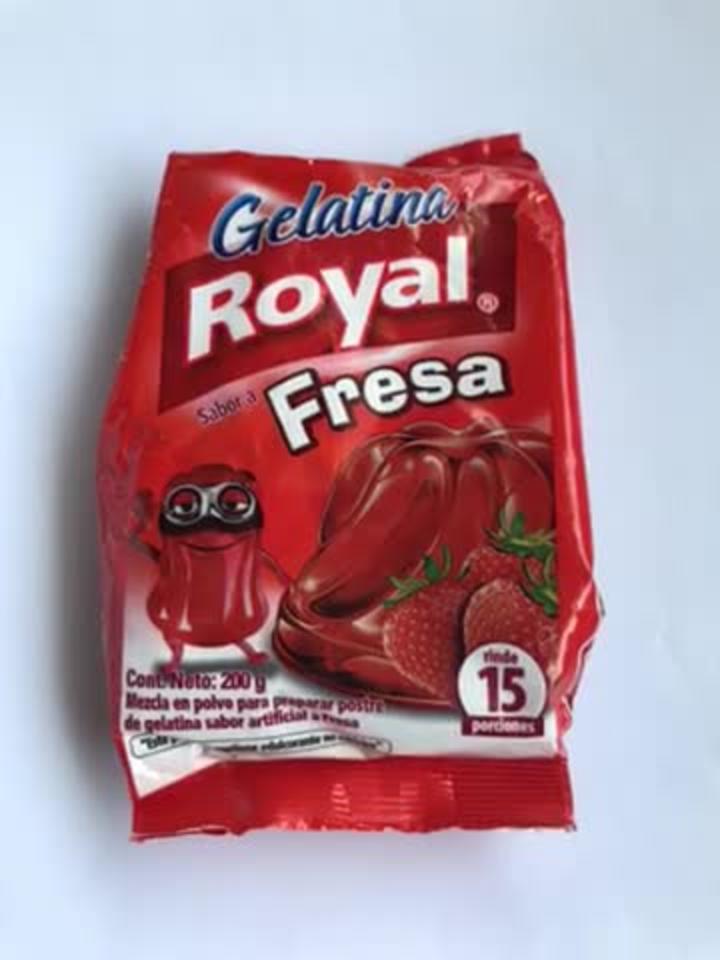 Gelatina
Royal®
Sabor a
Fresa
Cont. Neto: 200 g
Mezcla en polvo para preparar postre
de gelatina sabor artificial a fresa
rinde
15
porciones